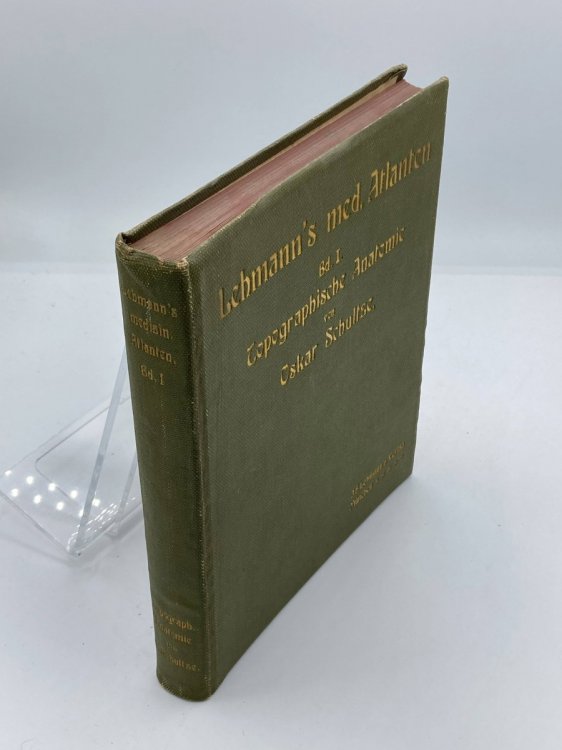 Lehmann's
medizin
Atlanten.
Bd. I
Topograph.
Anatomie
von
Schultze.
Lehmann's med. Atlanten
Bd. I.
Topographische Anatomie
von
Oskar Schultze.